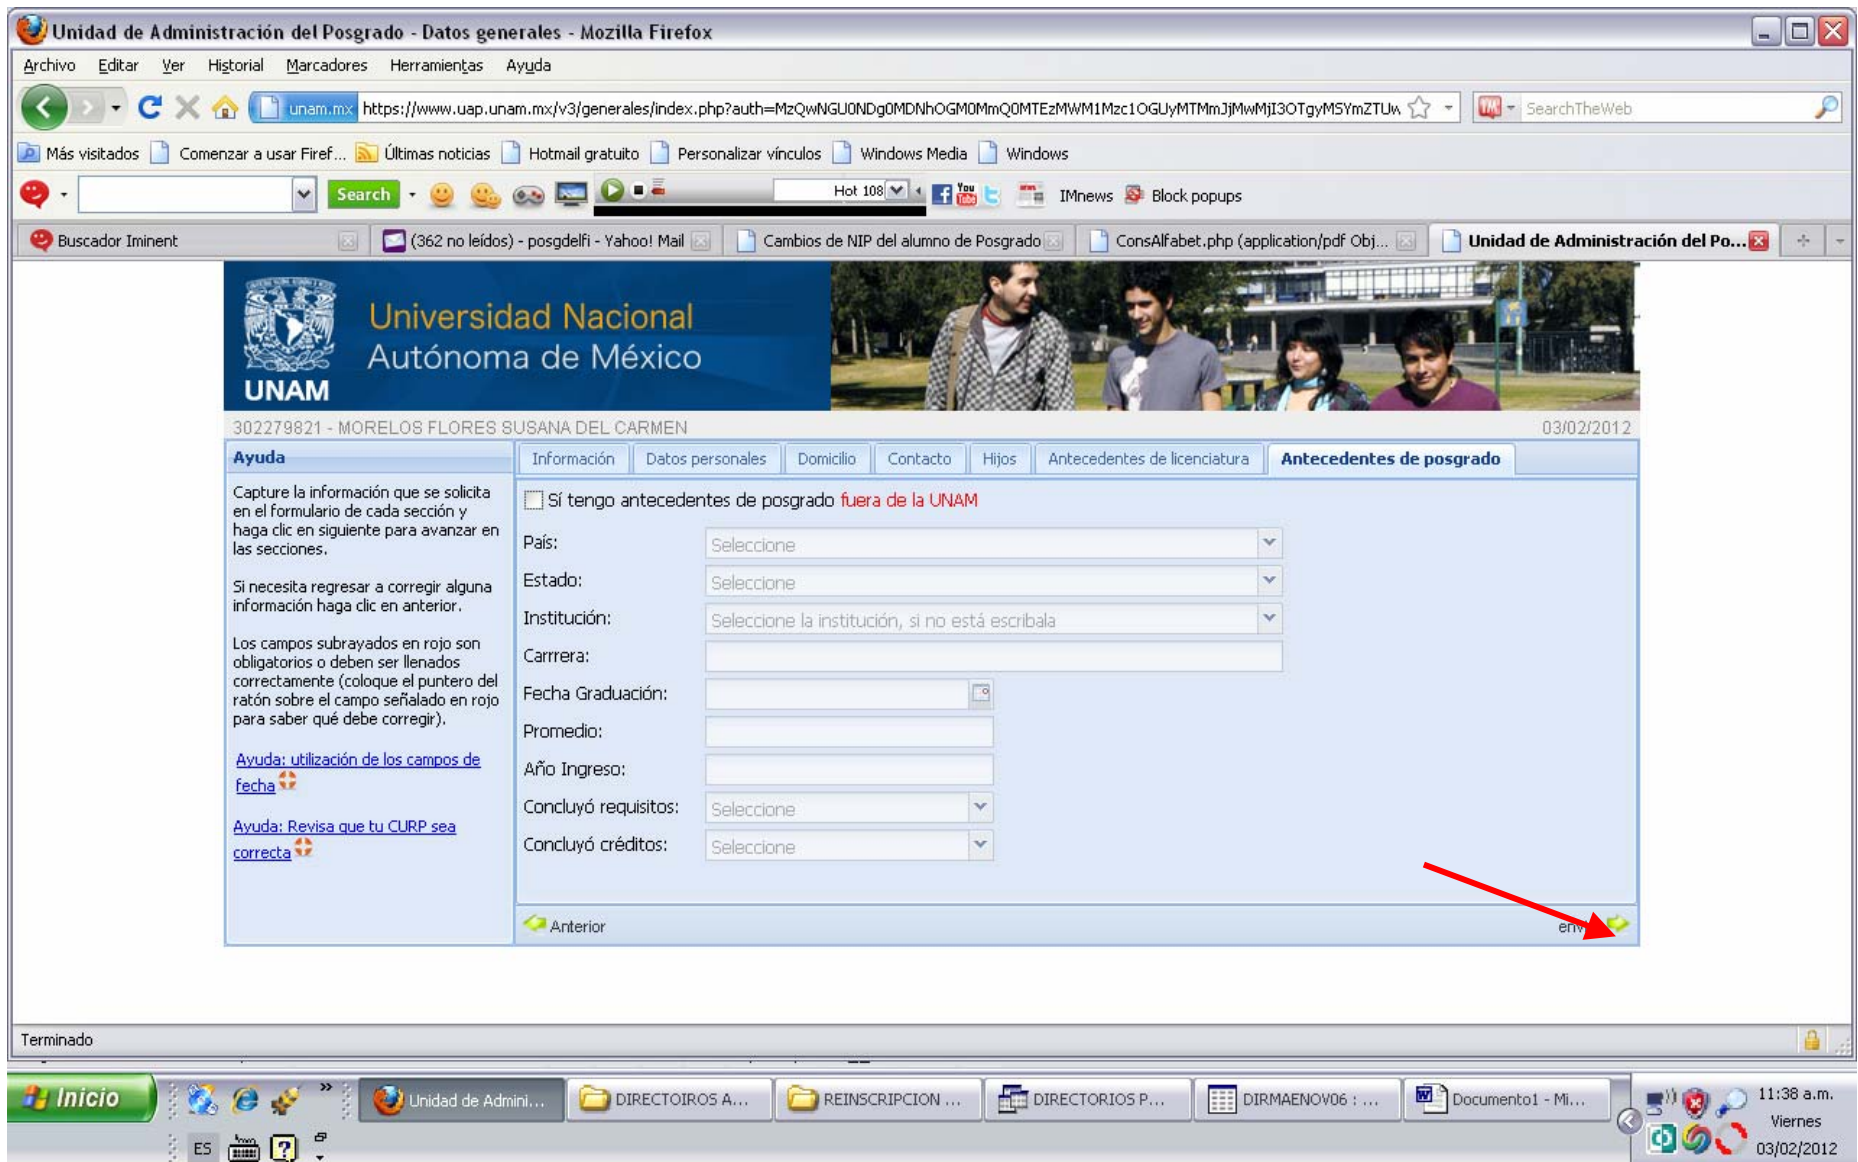 Unidad de Administración del Posgrado - Datos generales - Mozilla Firefox
Archivo Editar Ver Historial Marcadores Herramientas Ayuda
unam.mx https://www.uap.unam.mx/v3/generales/index.php?auth= SearchTheWeb
Más visitados Comenzar a usar Firef... Últimas noticias Hotmail gratuito Personalizar vínculos Windows Media Windows
Search Hot 108 You Tube IMnews Block popups
Buscador Iminent (362 no leídos) - posgdelfi - Yahoo! Mail Cambios de NIP del alumno de Posgrado ConsAlfabet.php (application/pdf Obj... Unidad de Administración del Po...
Universidad Nacional
Autónoma de México
UNAM
302279821 - MORELOS FLORES SUSANA DEL CARMEN 03/02/2012
Ayuda Información Datos personales Domicilio Contacto Hijos Antecedentes de licenciatura Antecedentes de posgrado
Capture la información que se solicita
en el formulario de cada sección y
haga clic en siguiente para avanzar en
las secciones.
Si necesita regresar a corregir alguna
información haga clic en anterior.
Los campos subrayados en rojo son
obligatorios o deben ser llenados
correctamente (coloque el puntero del
ratón sobre el campo señalado en rojo
para saber qué debe corregir).
Ayuda: utilización de los campos de
fecha
Ayuda: Revisa que tu CURP sea
correcta
Sí tengo antecedentes de posgrado fuera de la UNAM
País: Seleccione
Estado: Seleccione
Institución: Seleccione la institución, si no está escribala
Carrrera:
Fecha Graduación:
Promedio:
Año Ingreso:
Concluyó requisitos: Seleccione
Concluyó créditos: Seleccione
Anterior
Terminado
Inicio Unidad de Admini... DIRECTOIROS A... REINSCRIPCION ... DIRECTORIOS P... DIRMAENOV06 : ... Documento1 - Mi... 11:38 a.m.
Viernes
ES 03/02/2012